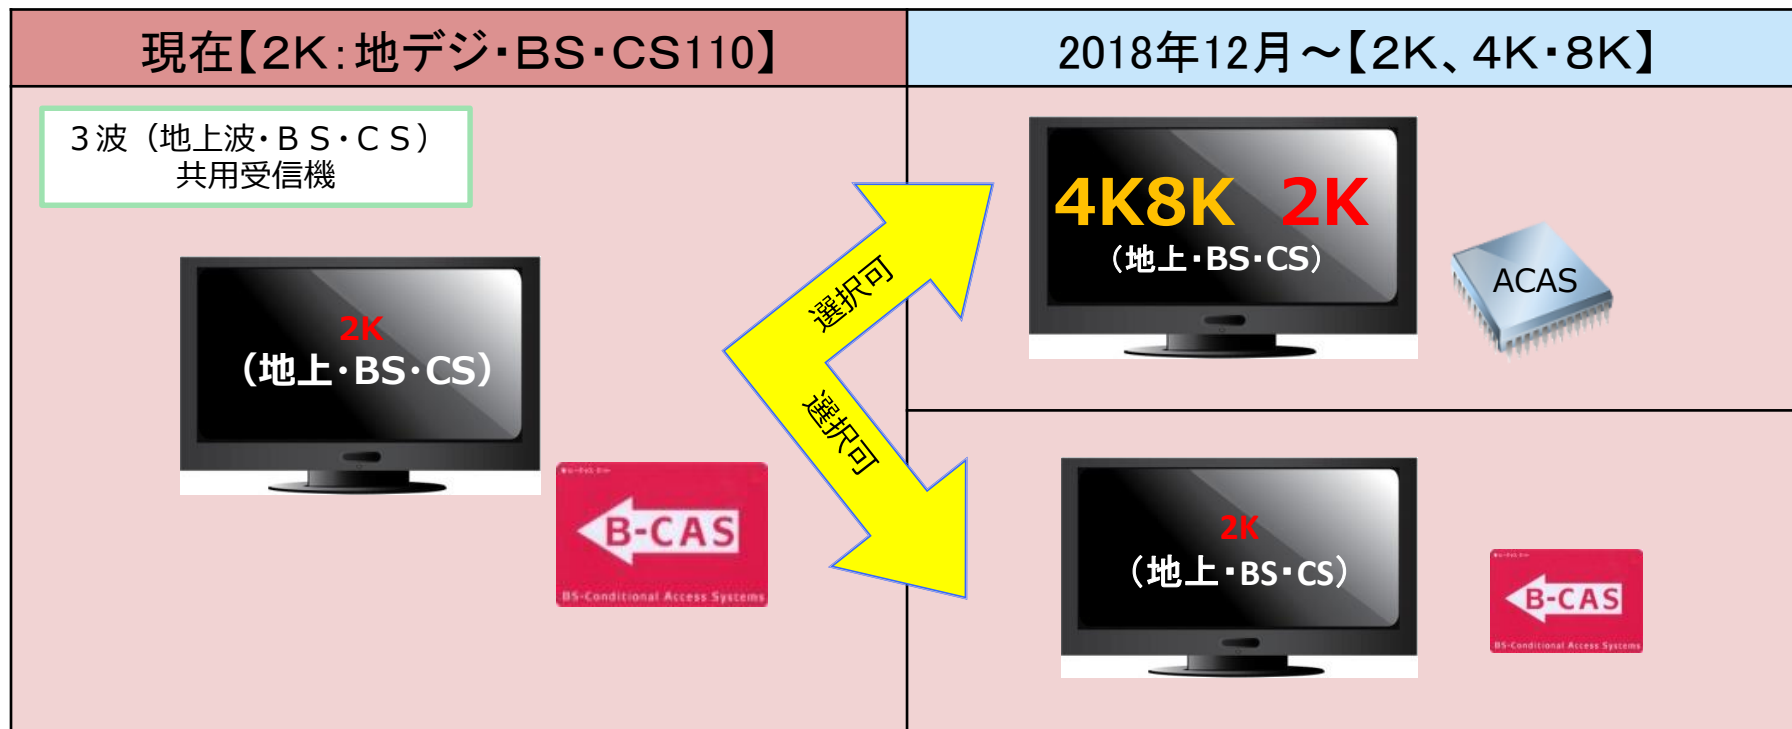 現在【２Ｋ：地デジ・ＢＳ・ＣＳ110】
2018年12月～【２Ｋ、４Ｋ・８Ｋ】
３波（地上波・ＢＳ・ＣＳ）
共用受信機
2K
（地上・BS・CS）
B-CAS
BS-Conditional Access Systems
選択可
選択可
4K8K 2K
（地上・BS・CS）
ACAS
2K
（地上・BS・CS）
B-CAS
BS-Conditional Access Systems